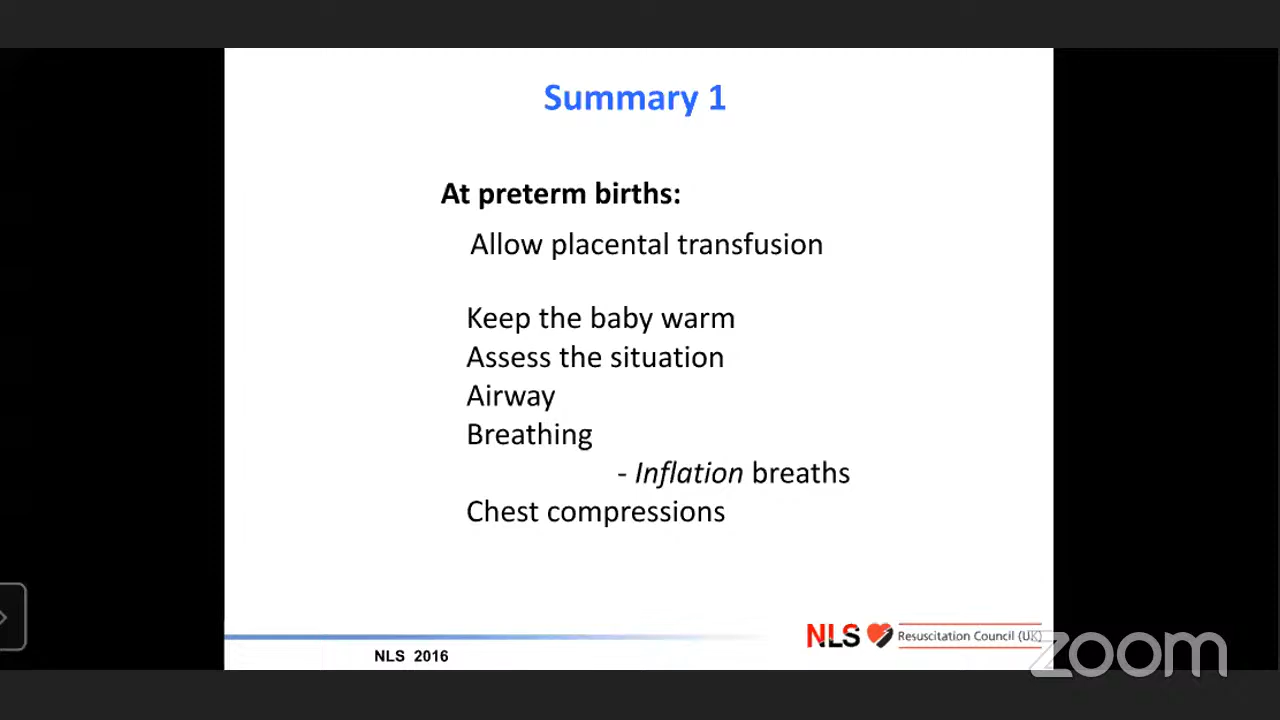 Summary 1
At preterm births:
Allow placental transfusion
Keep the baby warm
Assess the situation
Airway
Breathing
- Inflation breaths
Chest compressions
NLS Resuscitation Council (UK)
NLS 2016
zoom